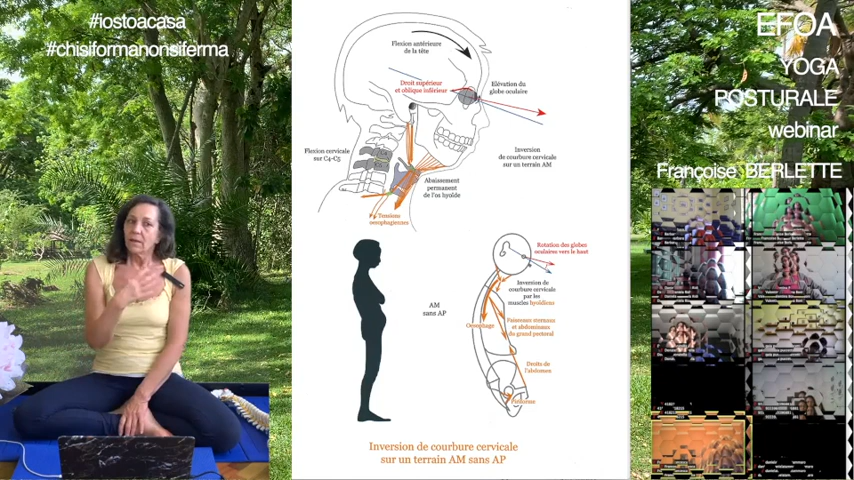 #iostoacasa
#chisiformanonsiferma
Flexion antérieure
de la tête
Droit supérieur
et oblique inférieur
Elévation du
globe oculaire
Flexion cervicale
sur C4-C5
Inversion
de courbure cervicale
sur un terrain AM
Abaissement
permanent
de l'os hyoïde
Tensions
oesophagiennes
Rotation des globes
oculaires vers le haut
Inversion de
courbure cervicale
par les
muscles hyoïdiens
AM
sans AP
Oesophage
Faisceaux sternaux
et abdominaux
du grand pectoral
Droits de
l'abdomen
Piriforme
Inversion de courbure cervicale
sur un terrain AM sans AP
EFOA
YOGA
POSTURALE
webinar
Françoise BERLETTE